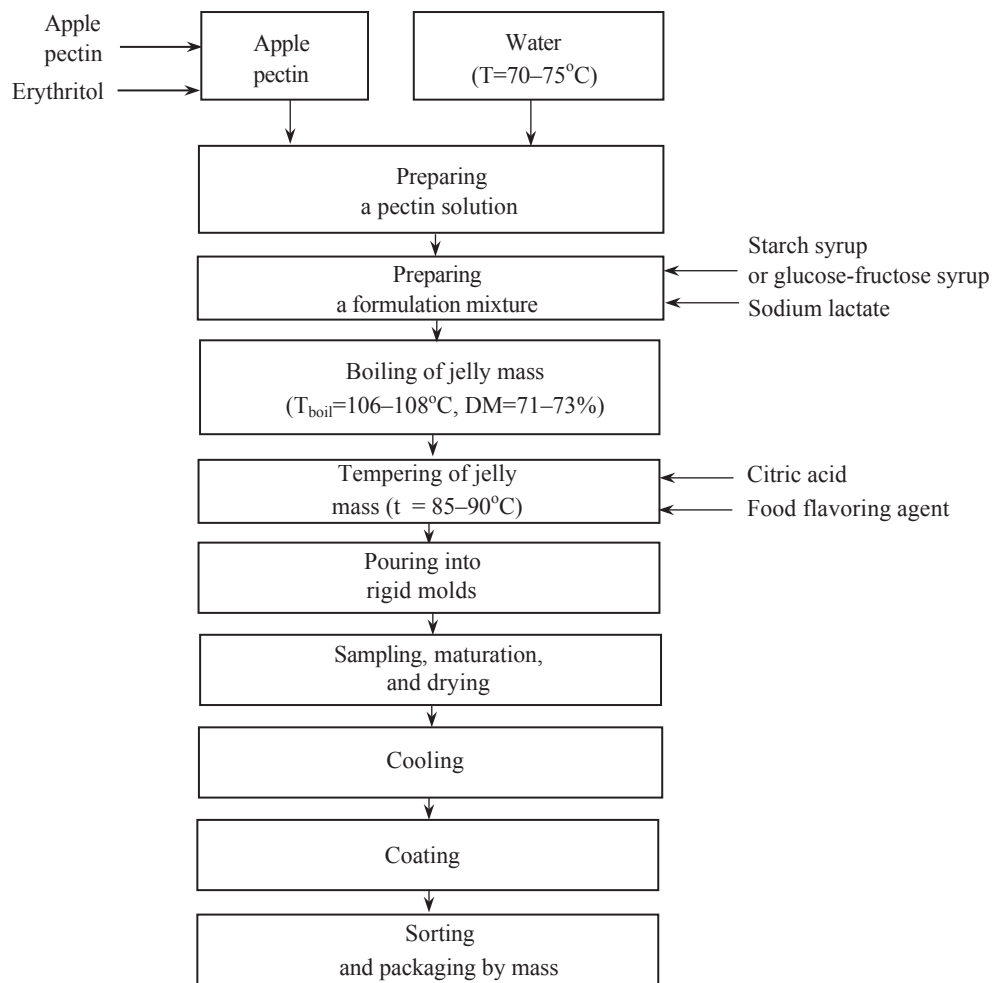 Apple
pectin
Erythritol
Apple
pectin
Water
(T=70–75°C)
Preparing
a pectin solution
Preparing
a formulation mixture
Starch syrup
or glucose-fructose syrup
Sodium lactate
Boiling of jelly mass
(Tboil=106–108°C, DM=71–73%)
Tempering of jelly
mass (t = 85–90°C)
Citric acid
Food flavoring agent
Pouring into
rigid molds
Sampling, maturation,
and drying
Cooling
Coating
Sorting
and packaging by mass